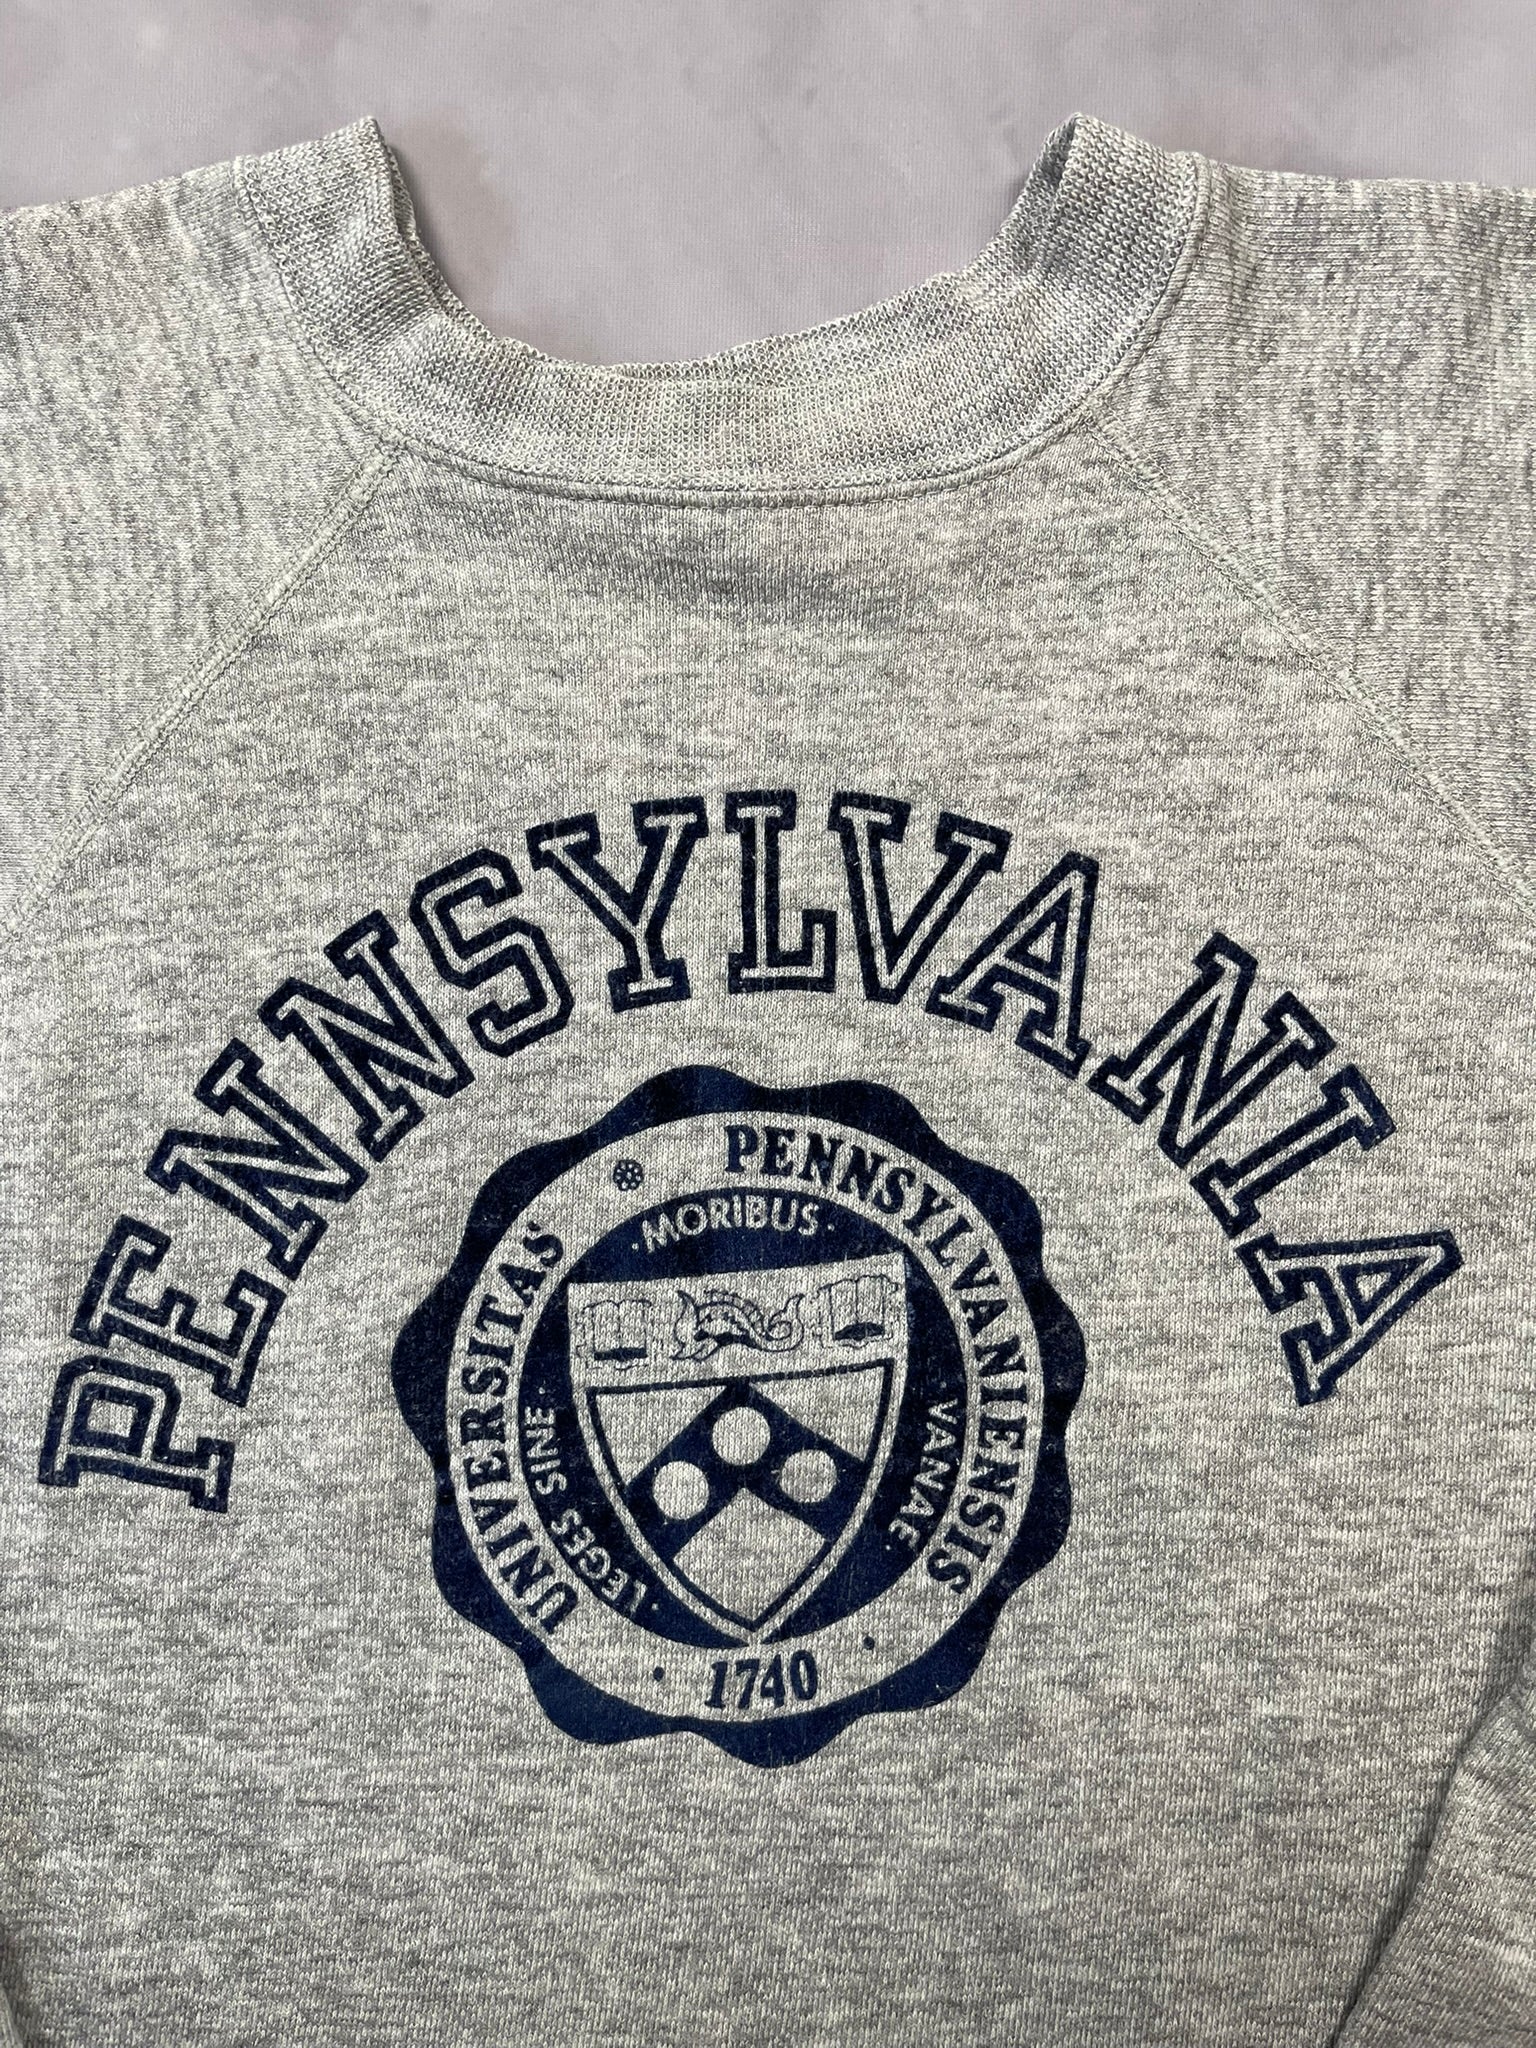 PENNSYLVANIA
UNIVERSITAS PENNSYLVANIENSIS
LEGES SINE · MORIBUS · VANAE ·
1740